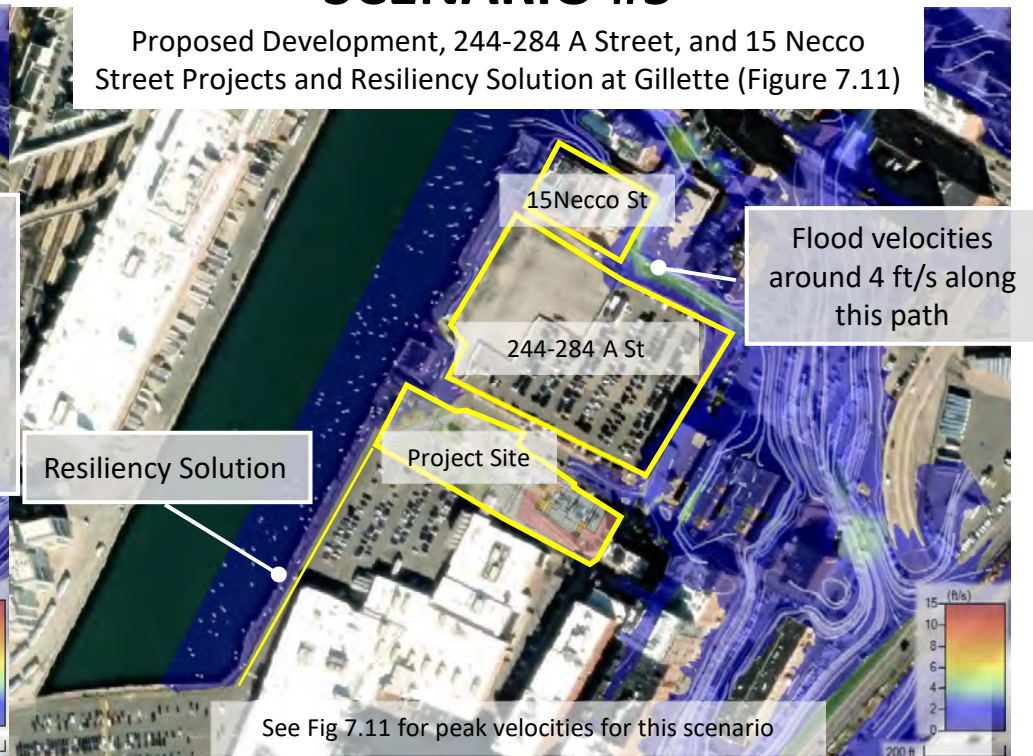 Proposed Development, 244-284 A Street, and 15 Necco
Street Projects and Resiliency Solution at Gillette (Figure 7.11)
15Necco St
Flood velocities
around 4 ft/s along
this path
244-284 A St
Project Site
Resiliency Solution
(ft/s)
15
10
8
6
4
2
0
200 ft
See Fig 7.11 for peak velocities for this scenario